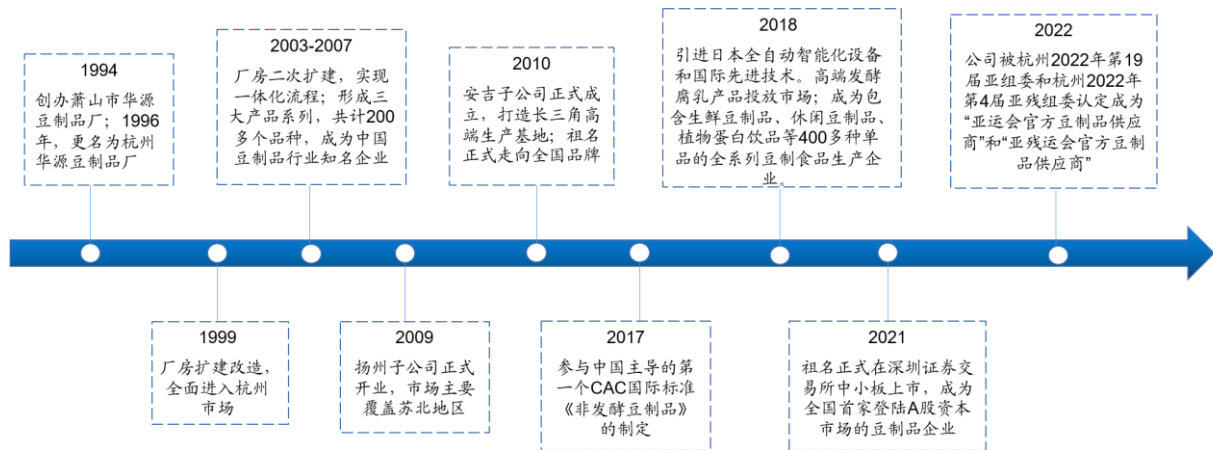 1994
创办萧山市华源
豆制品厂；1996
年，更名为杭州
华源豆制品厂
2003-2007
厂房二次扩建，实现
一体化流程；形成三
大产品系列，共计200
多个品种，成为中国
豆制品行业知名企业
2010
安吉子公司正式成
立，打造长三角高
端生产基地；祖名
正式走向全国品牌
2018
引进日本全自动智能化设备
和国际先进技术。高端发酵
腐乳产品投放市场；成为包
含生鲜豆制品、休闲豆制品、
植物蛋白饮品等400多种单
品的全系列豆制食品生产企
业。
2022
公司被杭州2022年第19
届亚组委和杭州2022年
第4届亚残组委认定成为
“亚运会官方豆制品供应
商”和“亚残运会官方豆制
品供应商”
1999
厂房扩建改造，
全面进入杭州
市场
2009
扬州子公司正式
开业，市场主要
覆盖苏北地区
2017
参与中国主导的第
一个CAC国际标准
《非发酵豆制品》
的制定
2021
祖名正式在深圳证券交
易所中小板上市，成为
全国首家登陆A股资本
市场的豆制品企业